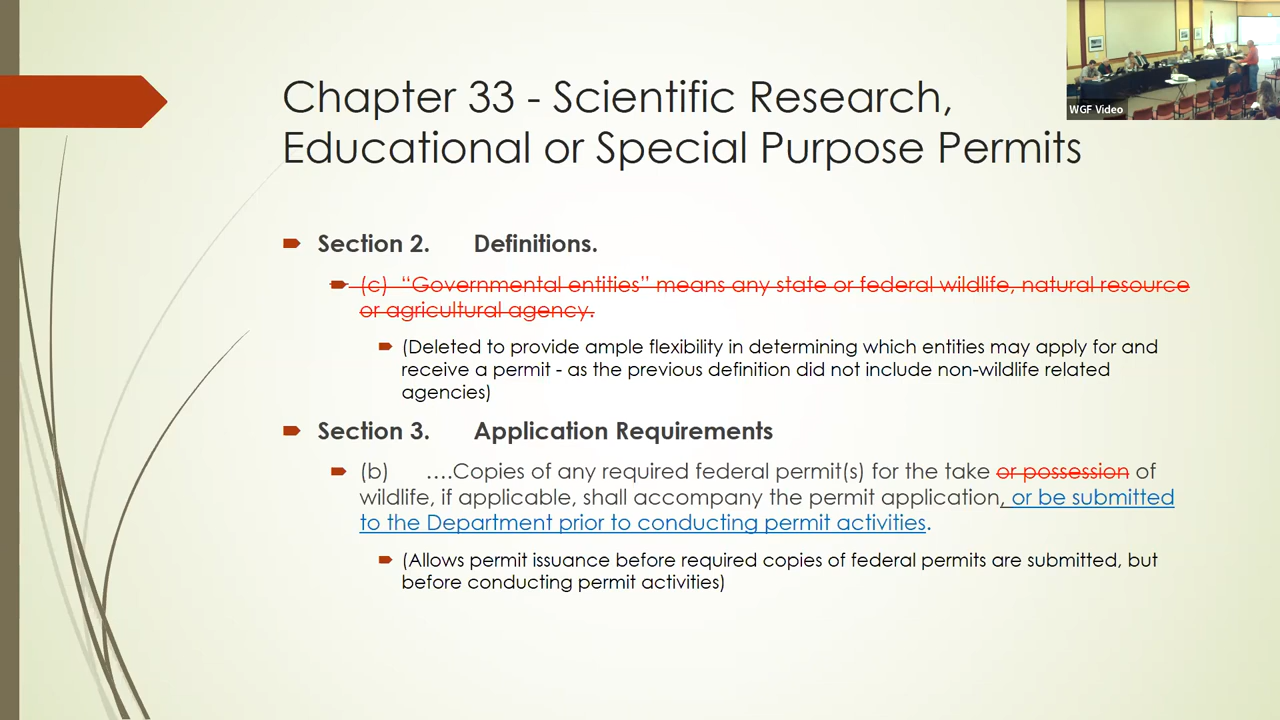 WGF Video
Chapter 33 - Scientific Research,
Educational or Special Purpose Permits
Section 2. Definitions.
(c) “Governmental entities” means any state or federal wildlife, natural resource
or agricultural agency.
(Deleted to provide ample flexibility in determining which entities may apply for and
receive a permit - as the previous definition did not include non-wildlife related
agencies)
Section 3. Application Requirements
(b) ….Copies of any required federal permit(s) for the take or possession of
wildlife, if applicable, shall accompany the permit application, or be submitted
to the Department prior to conducting permit activities.
(Allows permit issuance before required copies of federal permits are submitted, but
before conducting permit activities)